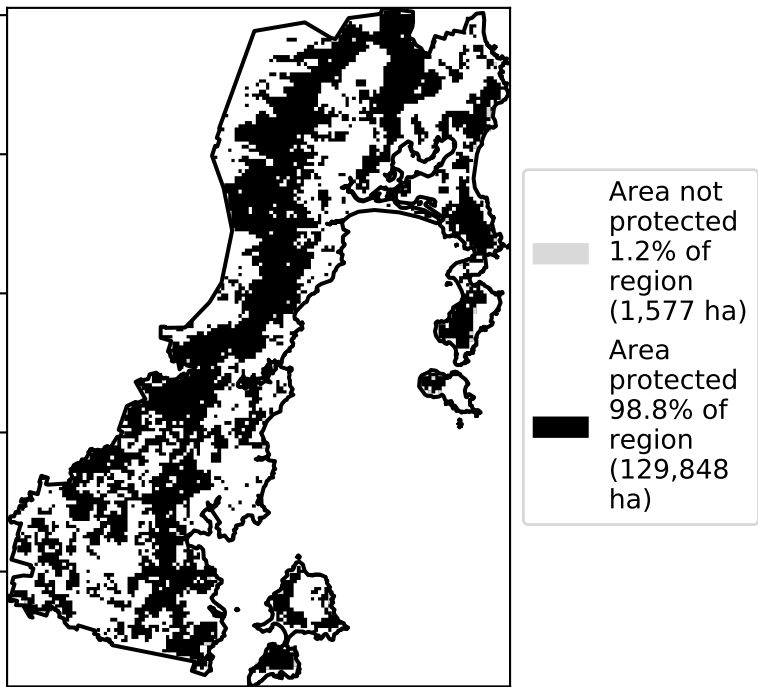 Area not
protected
1.2% of
region
(1,577 ha)
Area
protected
98.8% of
region
(129,848
ha)